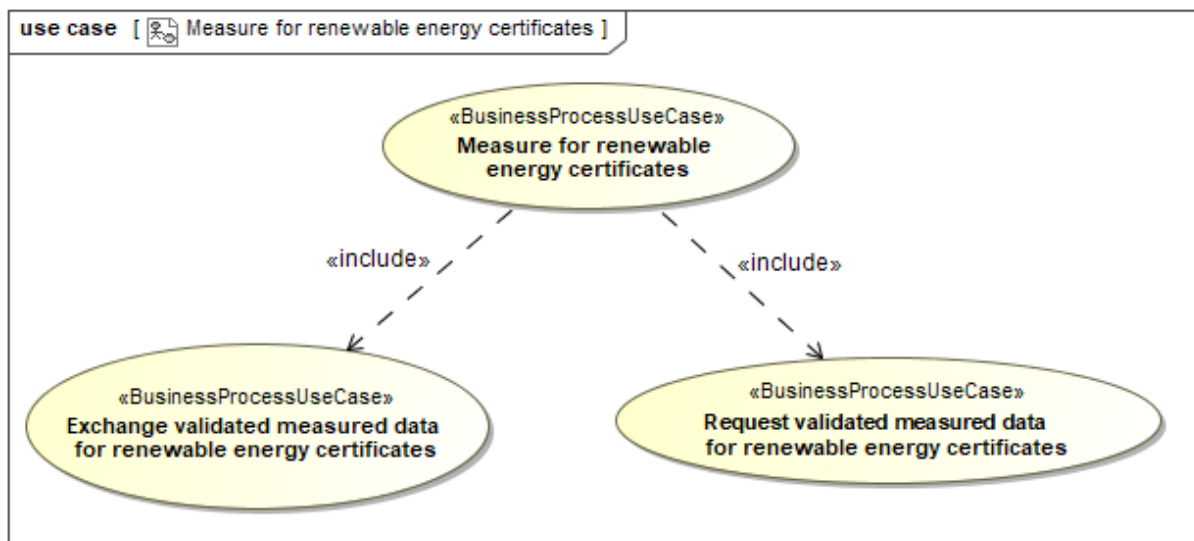 use case [ Measure for renewable energy certificates ]
«BusinessProcessUseCase»
Measure for renewable
energy certificates
«include»
«include»
«BusinessProcessUseCase»
Exchange validated measured data
for renewable energy certificates
«BusinessProcessUseCase»
Request validated measured data
for renewable energy certificates